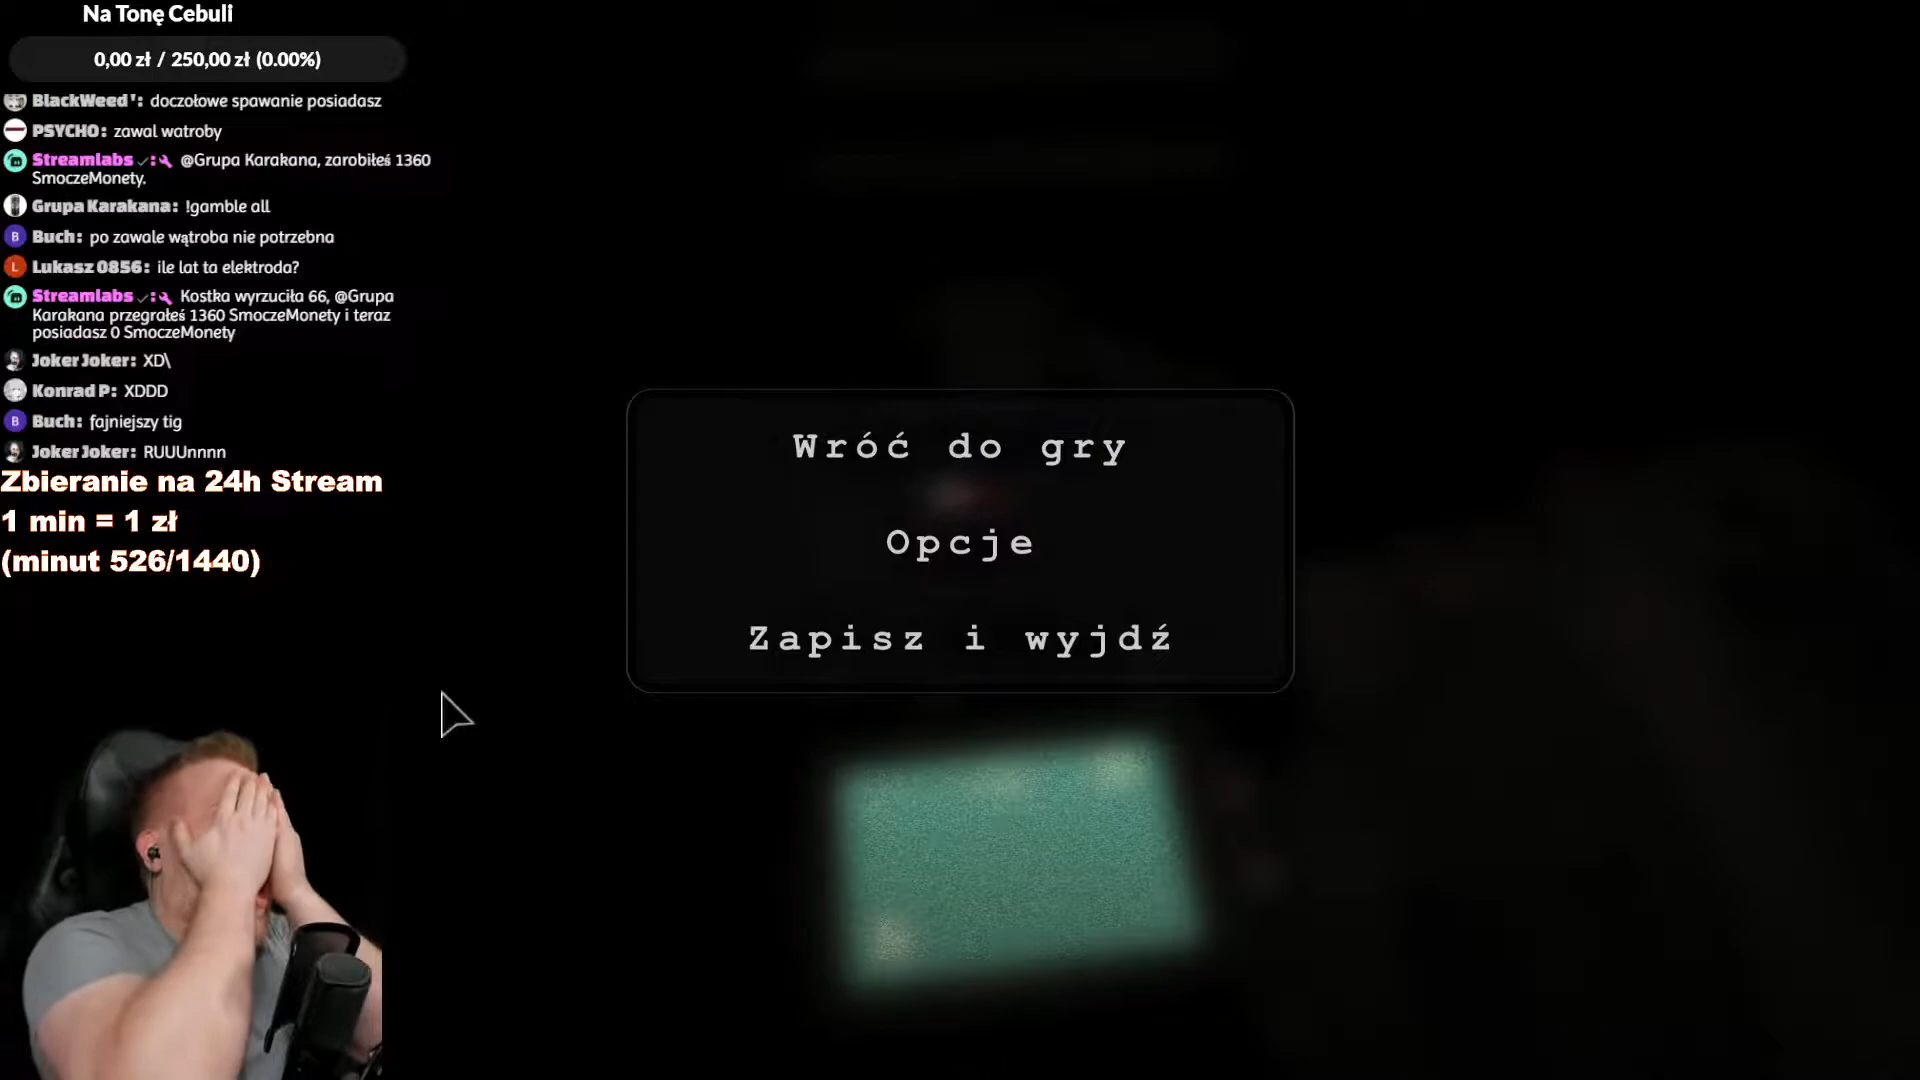 Na Tonę Cebuli
0,00 zł / 250,00 zł (0.00%)
BlackWeed': doczołowe spawanie posiadasz
PSYCHO: zawal watroby
Streamlabs ✓: @Grupa Karakana, zarobiłeś 1360
SmoczeMonety.
Grupa Karakana: !gamble all
B Buch: po zawale wątroba nie potrzebna
L Lukasz 0856: ile lat ta elektroda?
Streamlabs ✓: Kostka wyrzuciła 66, @Grupa
Karakana przegrałeś 1360 SmoczeMonety i teraz
posiadasz 0 SmoczeMonety
Joker Joker: XD\
Konrad P: XDDD
B Buch: fajniejszy tig
Joker Joker: RUUUnnnn
Zbieranie na 24h Stream
1 min = 1 zł
(minut 526/1440)
Wróć do gry
Opcje
Zapisz i wyjdź